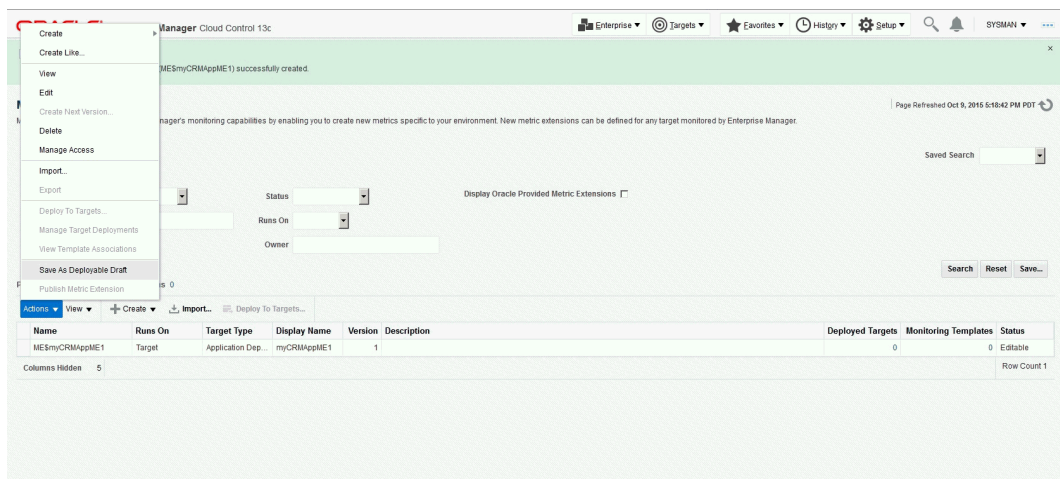 Manager Cloud Control 13c
Enterprise Targets Favorites History Setup SYSMAN
Create
Create Like...
View
Edit
Create Next Version...
Delete
Manage Access
Import...
Export
Deploy To Targets...
Manage Target Deployments
View Template Associations
Save As Deployable Draft
Publish Metric Extension
(ME$myCRMAppME1) successfully created.
Page Refreshed Oct 9, 2015 5:18:42 PM PDT
nager's monitoring capabilities by enabling you to create new metrics specific to your environment. New metric extensions can be defined for any target monitored by Enterprise Manager.
Saved Search
Status
Display Oracle Provided Metric Extensions
Runs On
Owner
Search Reset Save...
0
Actions View Create Import... Deploy To Targets...
Name Runs On Target Type Display Name Version Description Deployed Targets Monitoring Templates Status
ME$myCRMAppME1 Target Application Dep... myCRMAppME1 1 0 0 Editable
Columns Hidden 5 Row Count 1